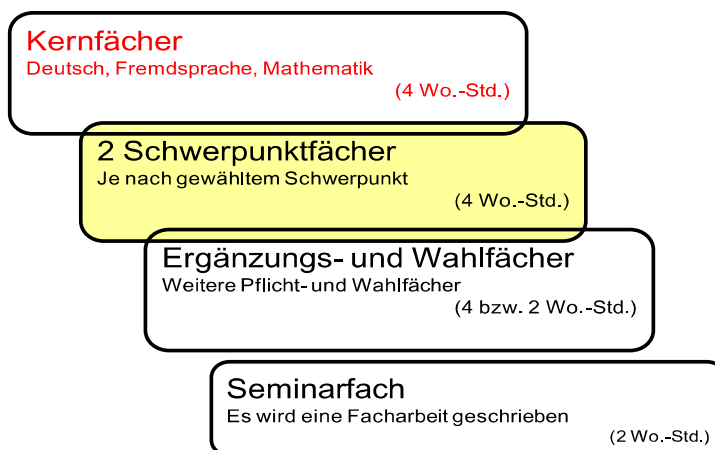 Kernfächer
Deutsch, Fremdsprache, Mathematik
(4 Wo.-Std.)
2 Schwerpunktfächer
Je nach gewähltem Schwerpunkt
(4 Wo.-Std.)
Ergänzungs- und Wahlfächer
Weitere Pflicht- und Wahlfächer
(4 bzw. 2 Wo.-Std.)
Seminarfach
Es wird eine Facharbeit geschrieben
(2 Wo.-Std.)